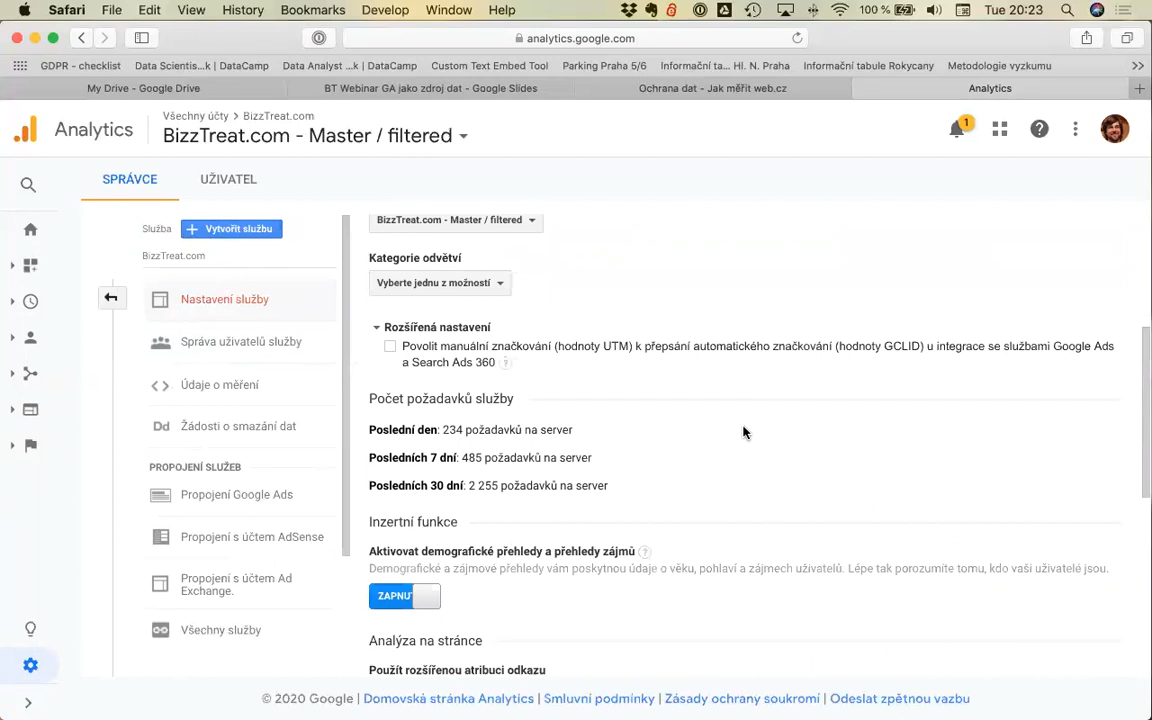 Safari File Edit View History Bookmarks Develop Window Help 100 % Tue 20:23
analytics.google.com
GDPR - checklist Data Scientis...k | DataCamp Data Analyst ...k | DataCamp Custom Text Embed Tool Parking Praha 5/6 Informační ta... Hl. N. Praha Informační tabule Rokycany Metodologie vyzkumu
My Drive - Google Drive BT Webinar GA jako zdroj dat - Google Slides Ochrana dat - Jak měřit web.cz Analytics
Všechny účty > BizzTreat.com
Analytics BizzTreat.com - Master / filtered 1
SPRÁVCE UŽIVATEL
Služba Vytvořit službu
BizzTreat.com
Nastavení služby
Správa uživatelů služby
Údaje o měření
Dd Žádosti o smazání dat
PROPOJENÍ SLUŽEB
Propojení Google Ads
Propojení s účtem AdSense
Propojení s účtem Ad
Exchange.
Všechny služby
BizzTreat.com - Master / filtered
Kategorie odvětví
Vyberte jednu z možností
Rozšířená nastavení
Povolit manuální značkování (hodnoty UTM) k přepsání automatického značkování (hodnoty GCLID) u integrace se službami Google Ads
a Search Ads 360 ?
Počet požadavků služby
Poslední den: 234 požadavků na server
Posledních 7 dní: 485 požadavků na server
Posledních 30 dní: 2 255 požadavků na server
Inzertní funkce
Aktivovat demografické přehledy a přehledy zájmů ?
Demografické a zájmové přehledy vám poskytnou údaje o věku, pohlaví a zájmech uživatelů. Lépe tak porozumíte tomu, kdo vaši uživatelé jsou.
ZAPNUT
Analýza na stránce
Použít rozšířenou atribuci odkazu
© 2020 Google | Domovská stránka Analytics | Smluvní podmínky | Zásady ochrany soukromí | Odeslat zpětnou vazbu